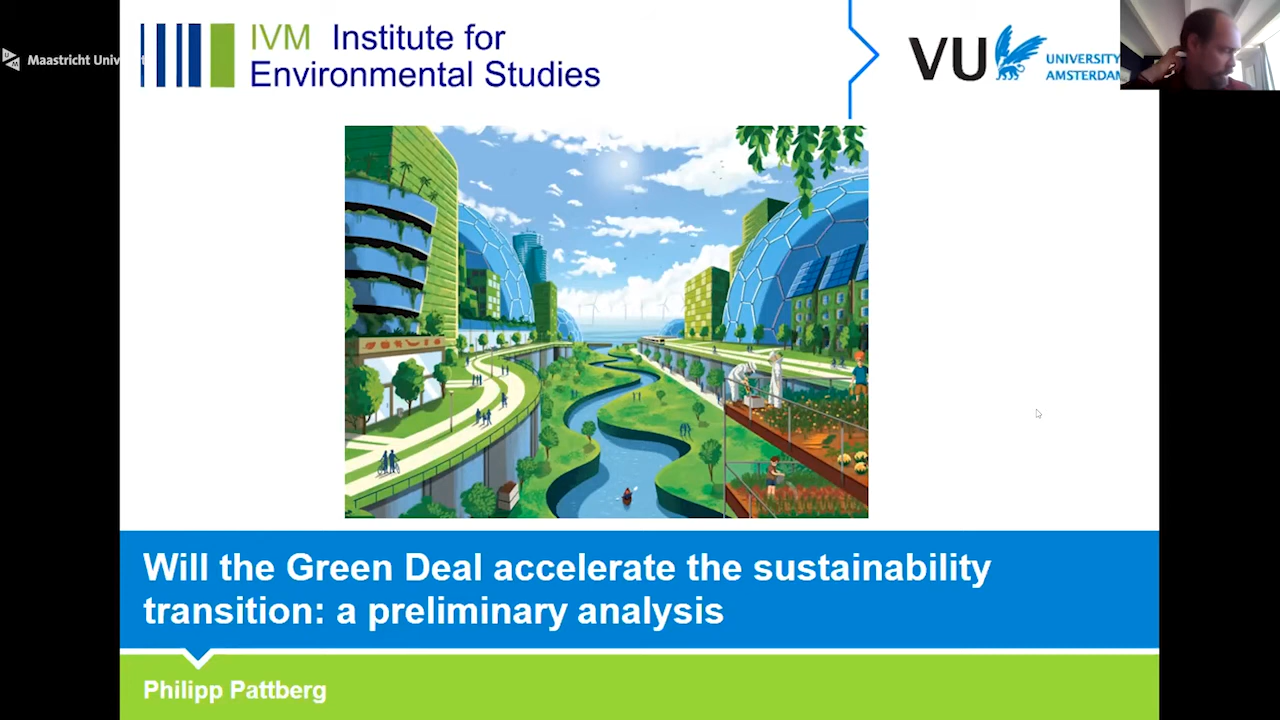 IVM Institute for
Environmental Studies
VU
UNIVERSITY
AMSTERDAM
Maastricht Univ
Will the Green Deal accelerate the sustainability
transition: a preliminary analysis
Philipp Pattberg